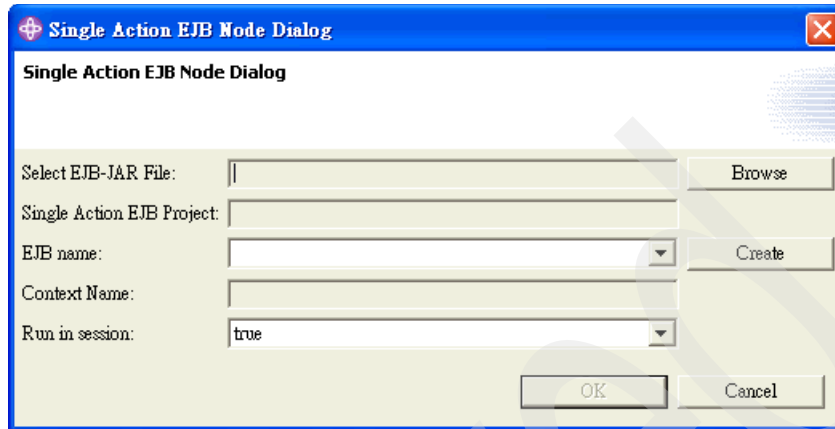 Single Action EJB Node Dialog
Single Action EJB Node Dialog
Select EJB-JAR File: Browse
Single Action EJB Project:
EJB name: Create
Context Name:
Run in session: true
OK Cancel